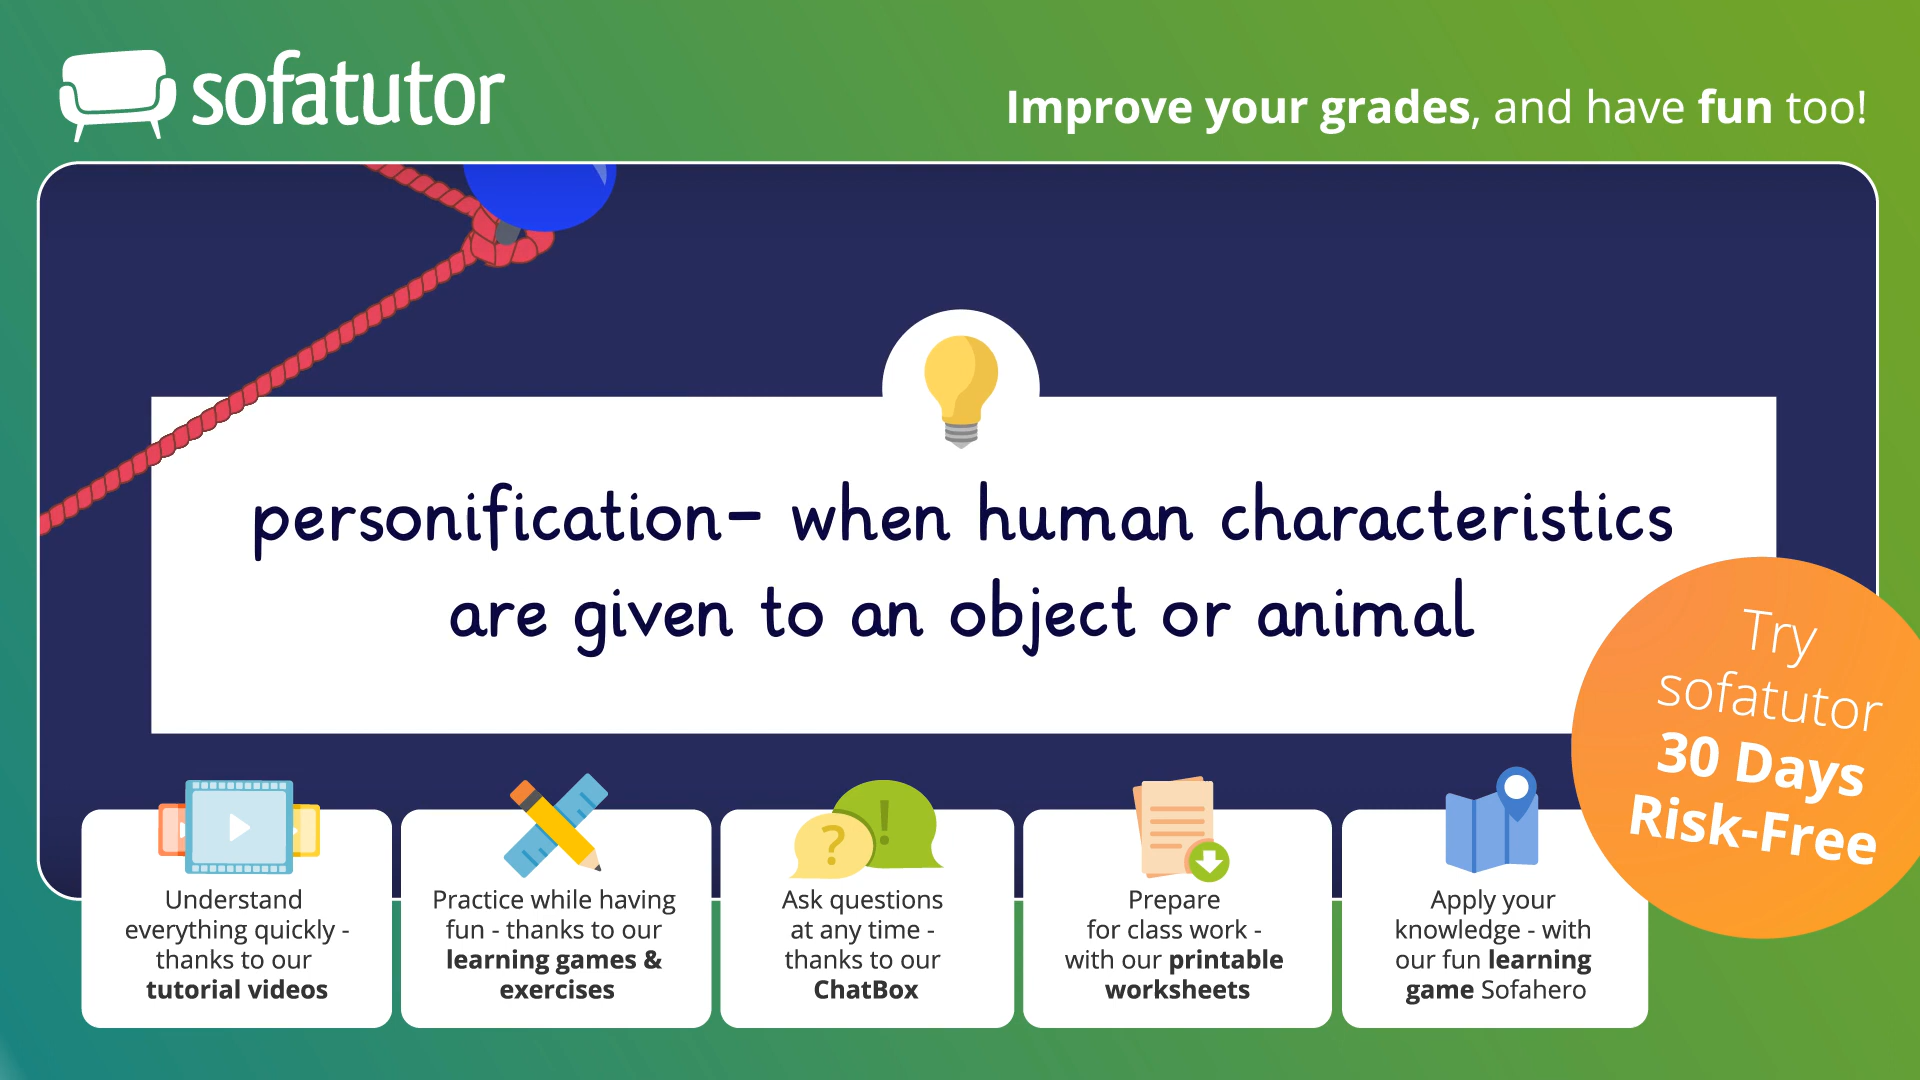 sofatutor
Improve your grades, and have fun too!
personification- when human characteristics
are given to an object or animal
Try
sofatutor
30 Days
Risk-Free
?
!
Understand
everything quickly -
thanks to our
tutorial videos
Practice while having
fun - thanks to our
learning games &
exercises
Ask questions
at any time -
thanks to our
ChatBox
Prepare
for class work -
with our printable
worksheets
Apply your
knowledge - with
our fun learning
game Sofahero